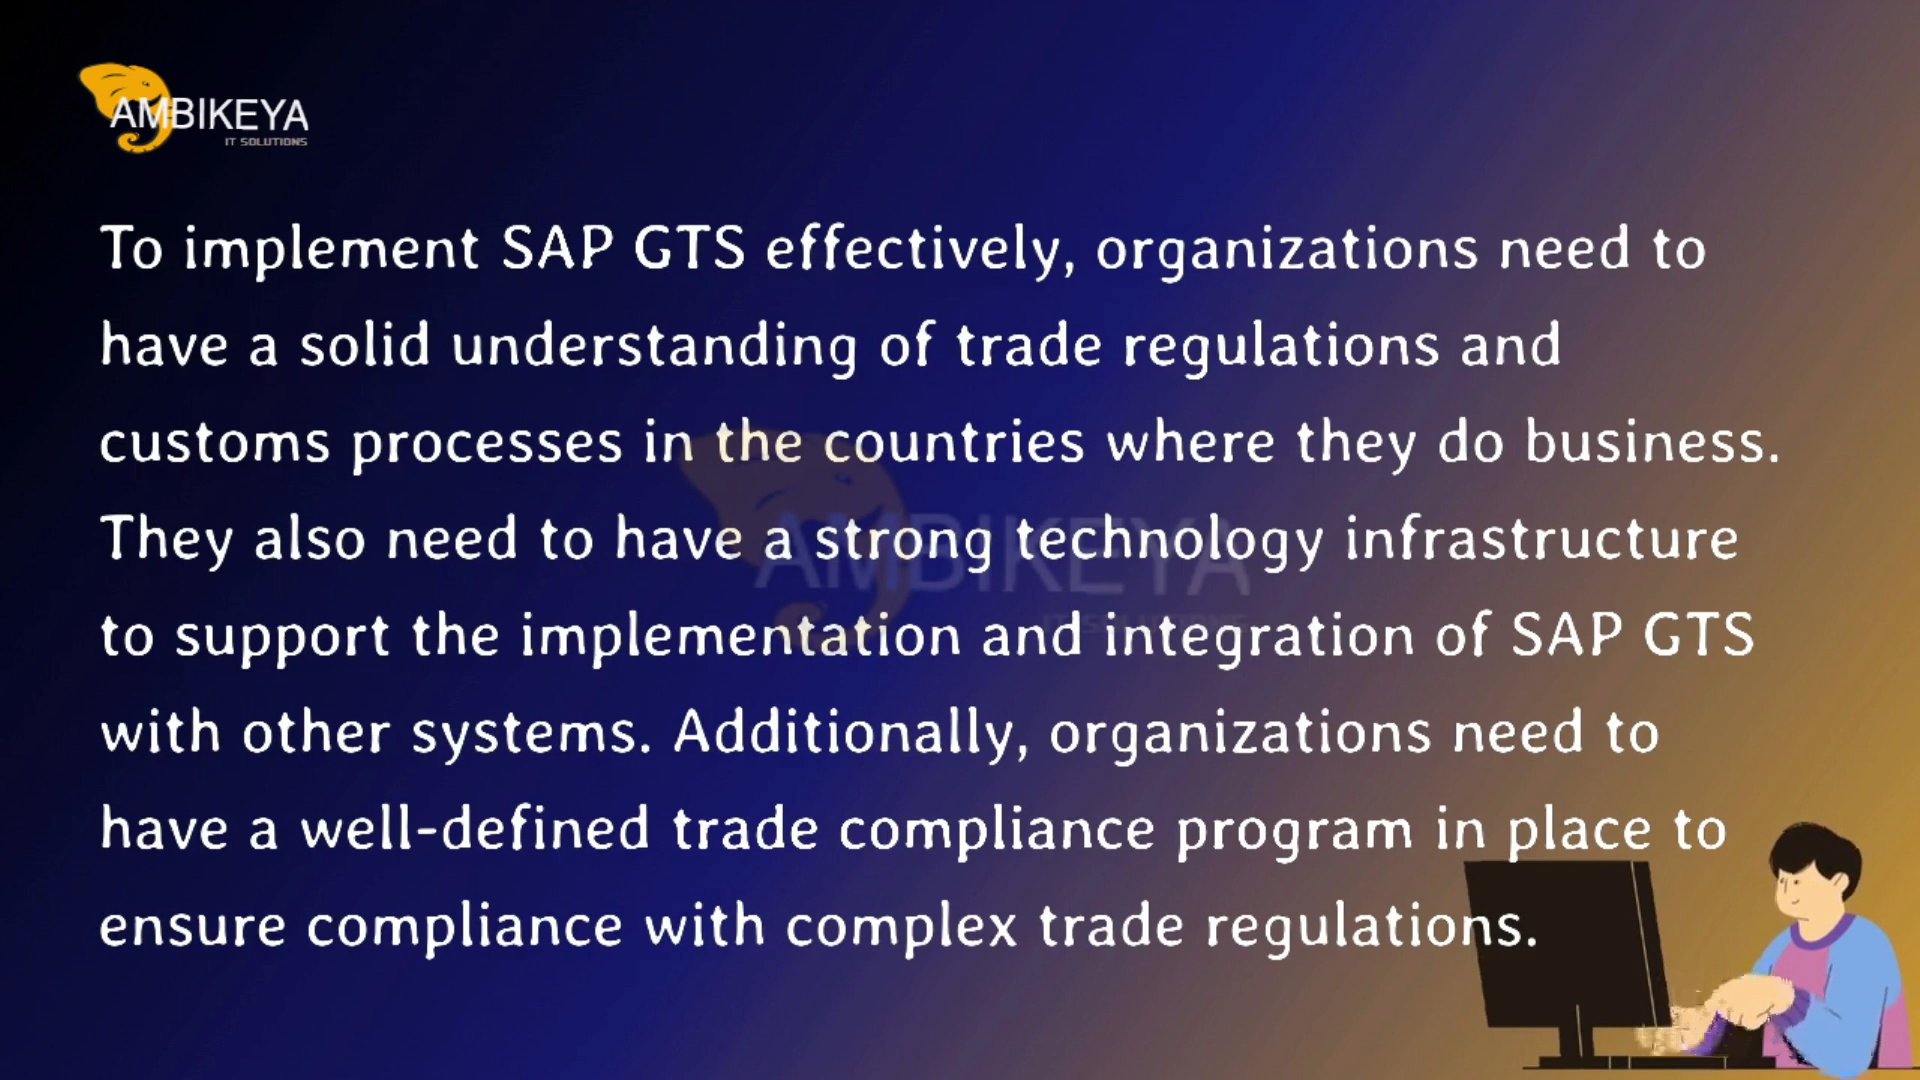 AMBIKEYA
IT SOLUTIONS
To implement SAP GTS effectively, organizations need to
have a solid understanding of trade regulations and
customs processes in the countries where they do business.
They also need to have a strong technology infrastructure
to support the implementation and integration of SAP GTS
with other systems. Additionally, organizations need to
have a well-defined trade compliance program in place to
ensure compliance with complex trade regulations.
AMBIKEYA
IT SOLUTIONS